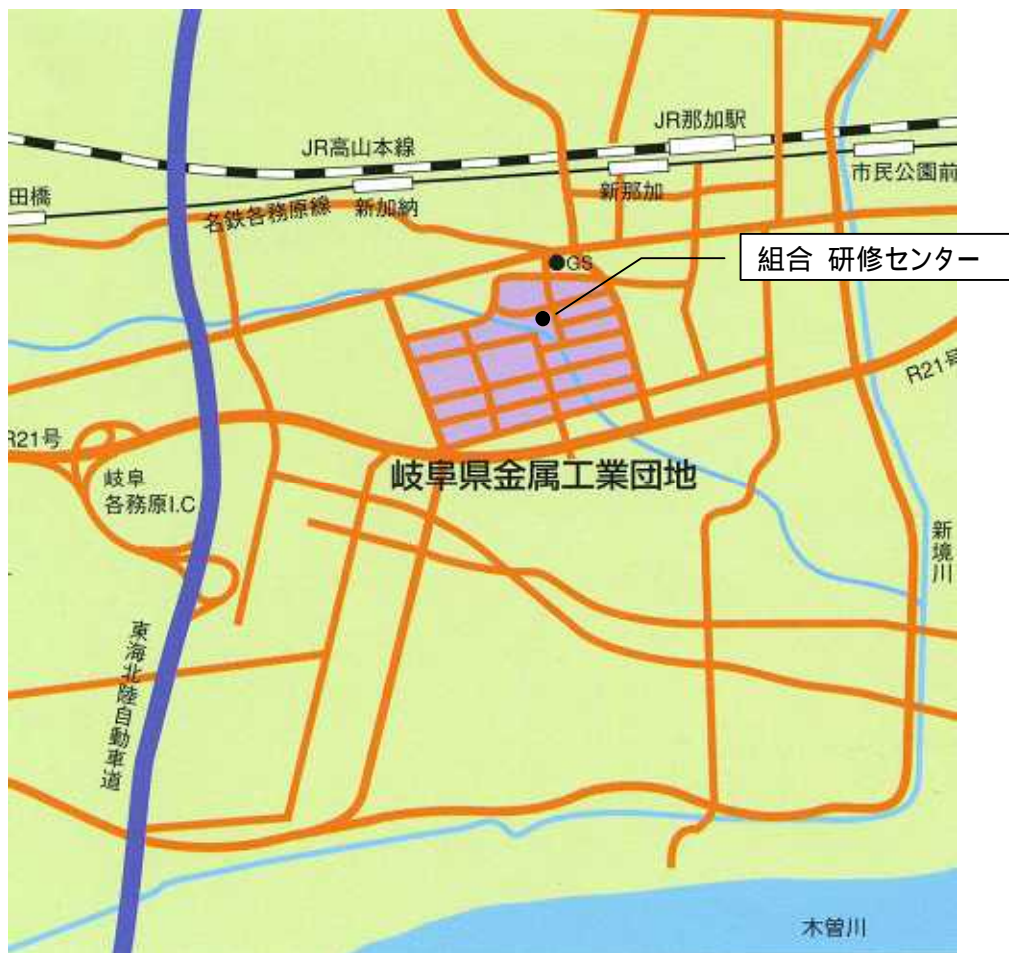 JR那加駅
JR高山本線
市民公園前
田橋
新那加
新加納
名鉄各務原線
GS
組合 研修センター
R21号
R21号
岐阜県金属工業団地
岐阜
各務原I.C
新境川
東海北陸自動車道
木曽川